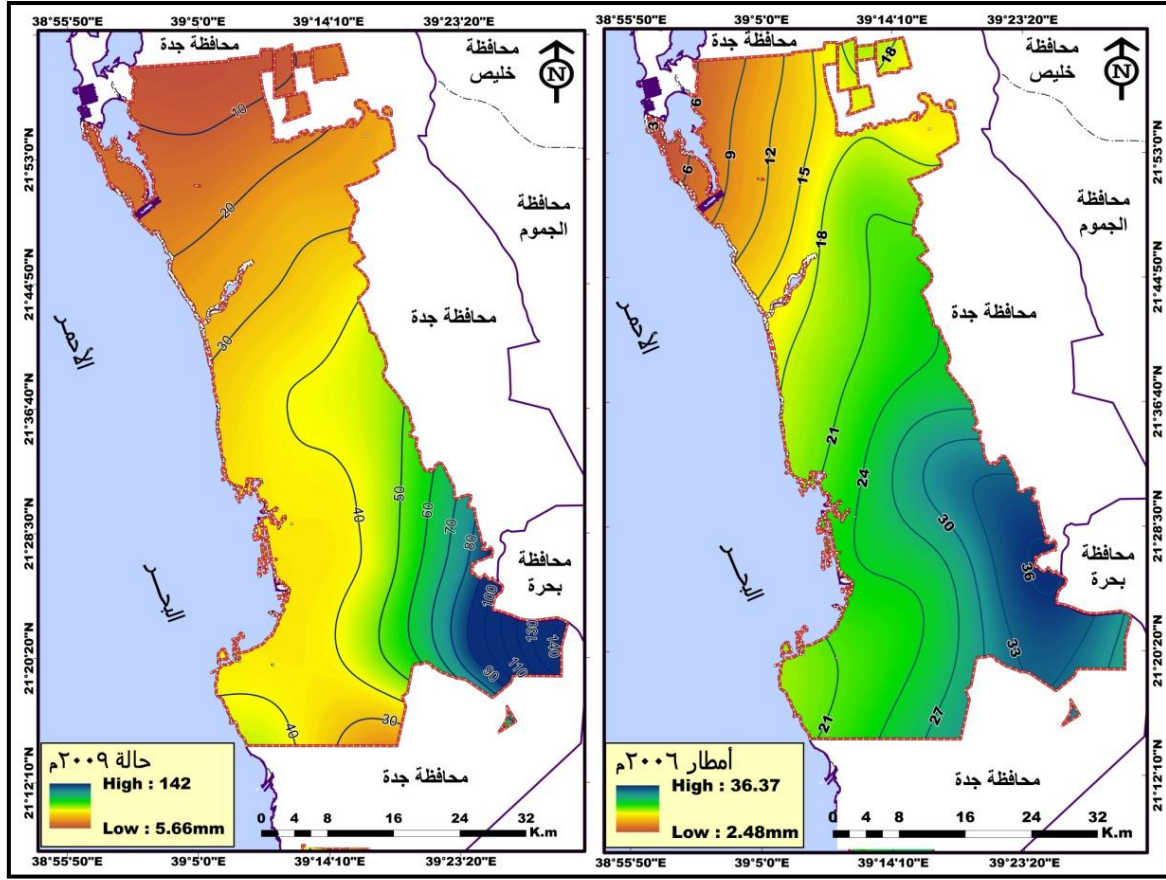 38°55'50"E 39°5'0"E 39°14'10"E 39°23'20"E
محافظة جدة
محافظة
خليص
N
10
21°53'0"N
20
محافظة
الجموم
21°44'50"N
محافظة جدة
30
الأحمر
21°36'40"N
50
60
40
70
80
21°28'30"N
البحر
محافظة
بحرة
100
130
140
110
90
21°20'20"N
40
30
حالة ٢٠٠٩م
High : 142
Low : 5.66mm
محافظة جدة
21°12'10"N
0 4 8 16 24 32
K.m
38°55'50"E 39°5'0"E 39°14'10"E 39°23'20"E
38°55'50"E 39°5'0"E 39°14'10"E 39°23'20"E
محافظة جدة
محافظة
خليص
N
18
6
3
9
12
15
6
21°53'0"N
محافظة
الجموم
18
21°44'50"N
محافظة جدة
الأحمر
21°36'40"N
21
24
30
21°28'30"N
البحر
محافظة
بحرة
36
33
21°20'20"N
21
27
أمطار ٢٠٠٦م
High : 36.37
Low : 2.48mm
محافظة جدة
21°12'10"N
0 4 8 16 24 32
K.m
38°55'50"E 39°5'0"E 39°14'10"E 39°23'20"E